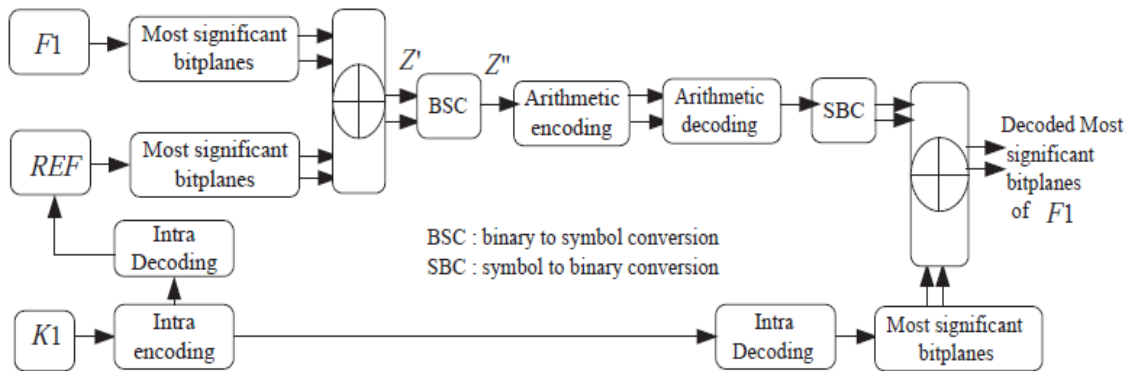 F1
Most significant
bitplanes
Z'
BSC
Z"
Arithmetic
encoding
Arithmetic
decoding
SBC
Decoded Most
significant
bitplanes
of F1
REF
Most significant
bitplanes
Intra
Decoding
BSC : binary to symbol conversion
SBC : symbol to binary conversion
K1
Intra
encoding
Intra
Decoding
Most significant
bitplanes